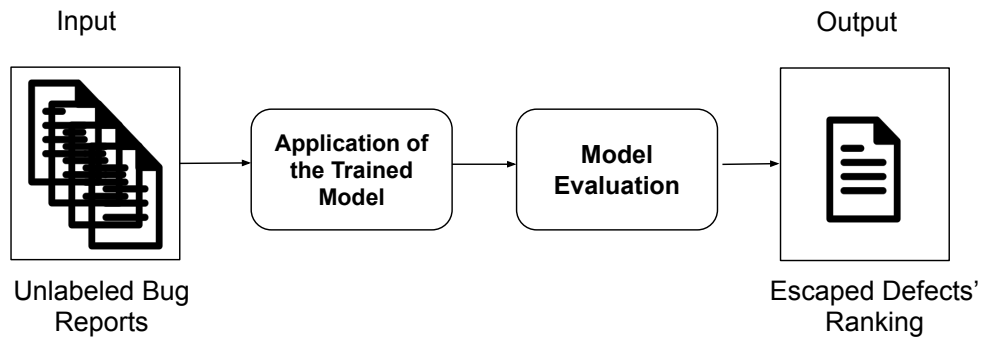 Input
Output
Application of
the Trained
Model
Model
Evaluation
Unlabeled Bug
Reports
Escaped Defects’
Ranking